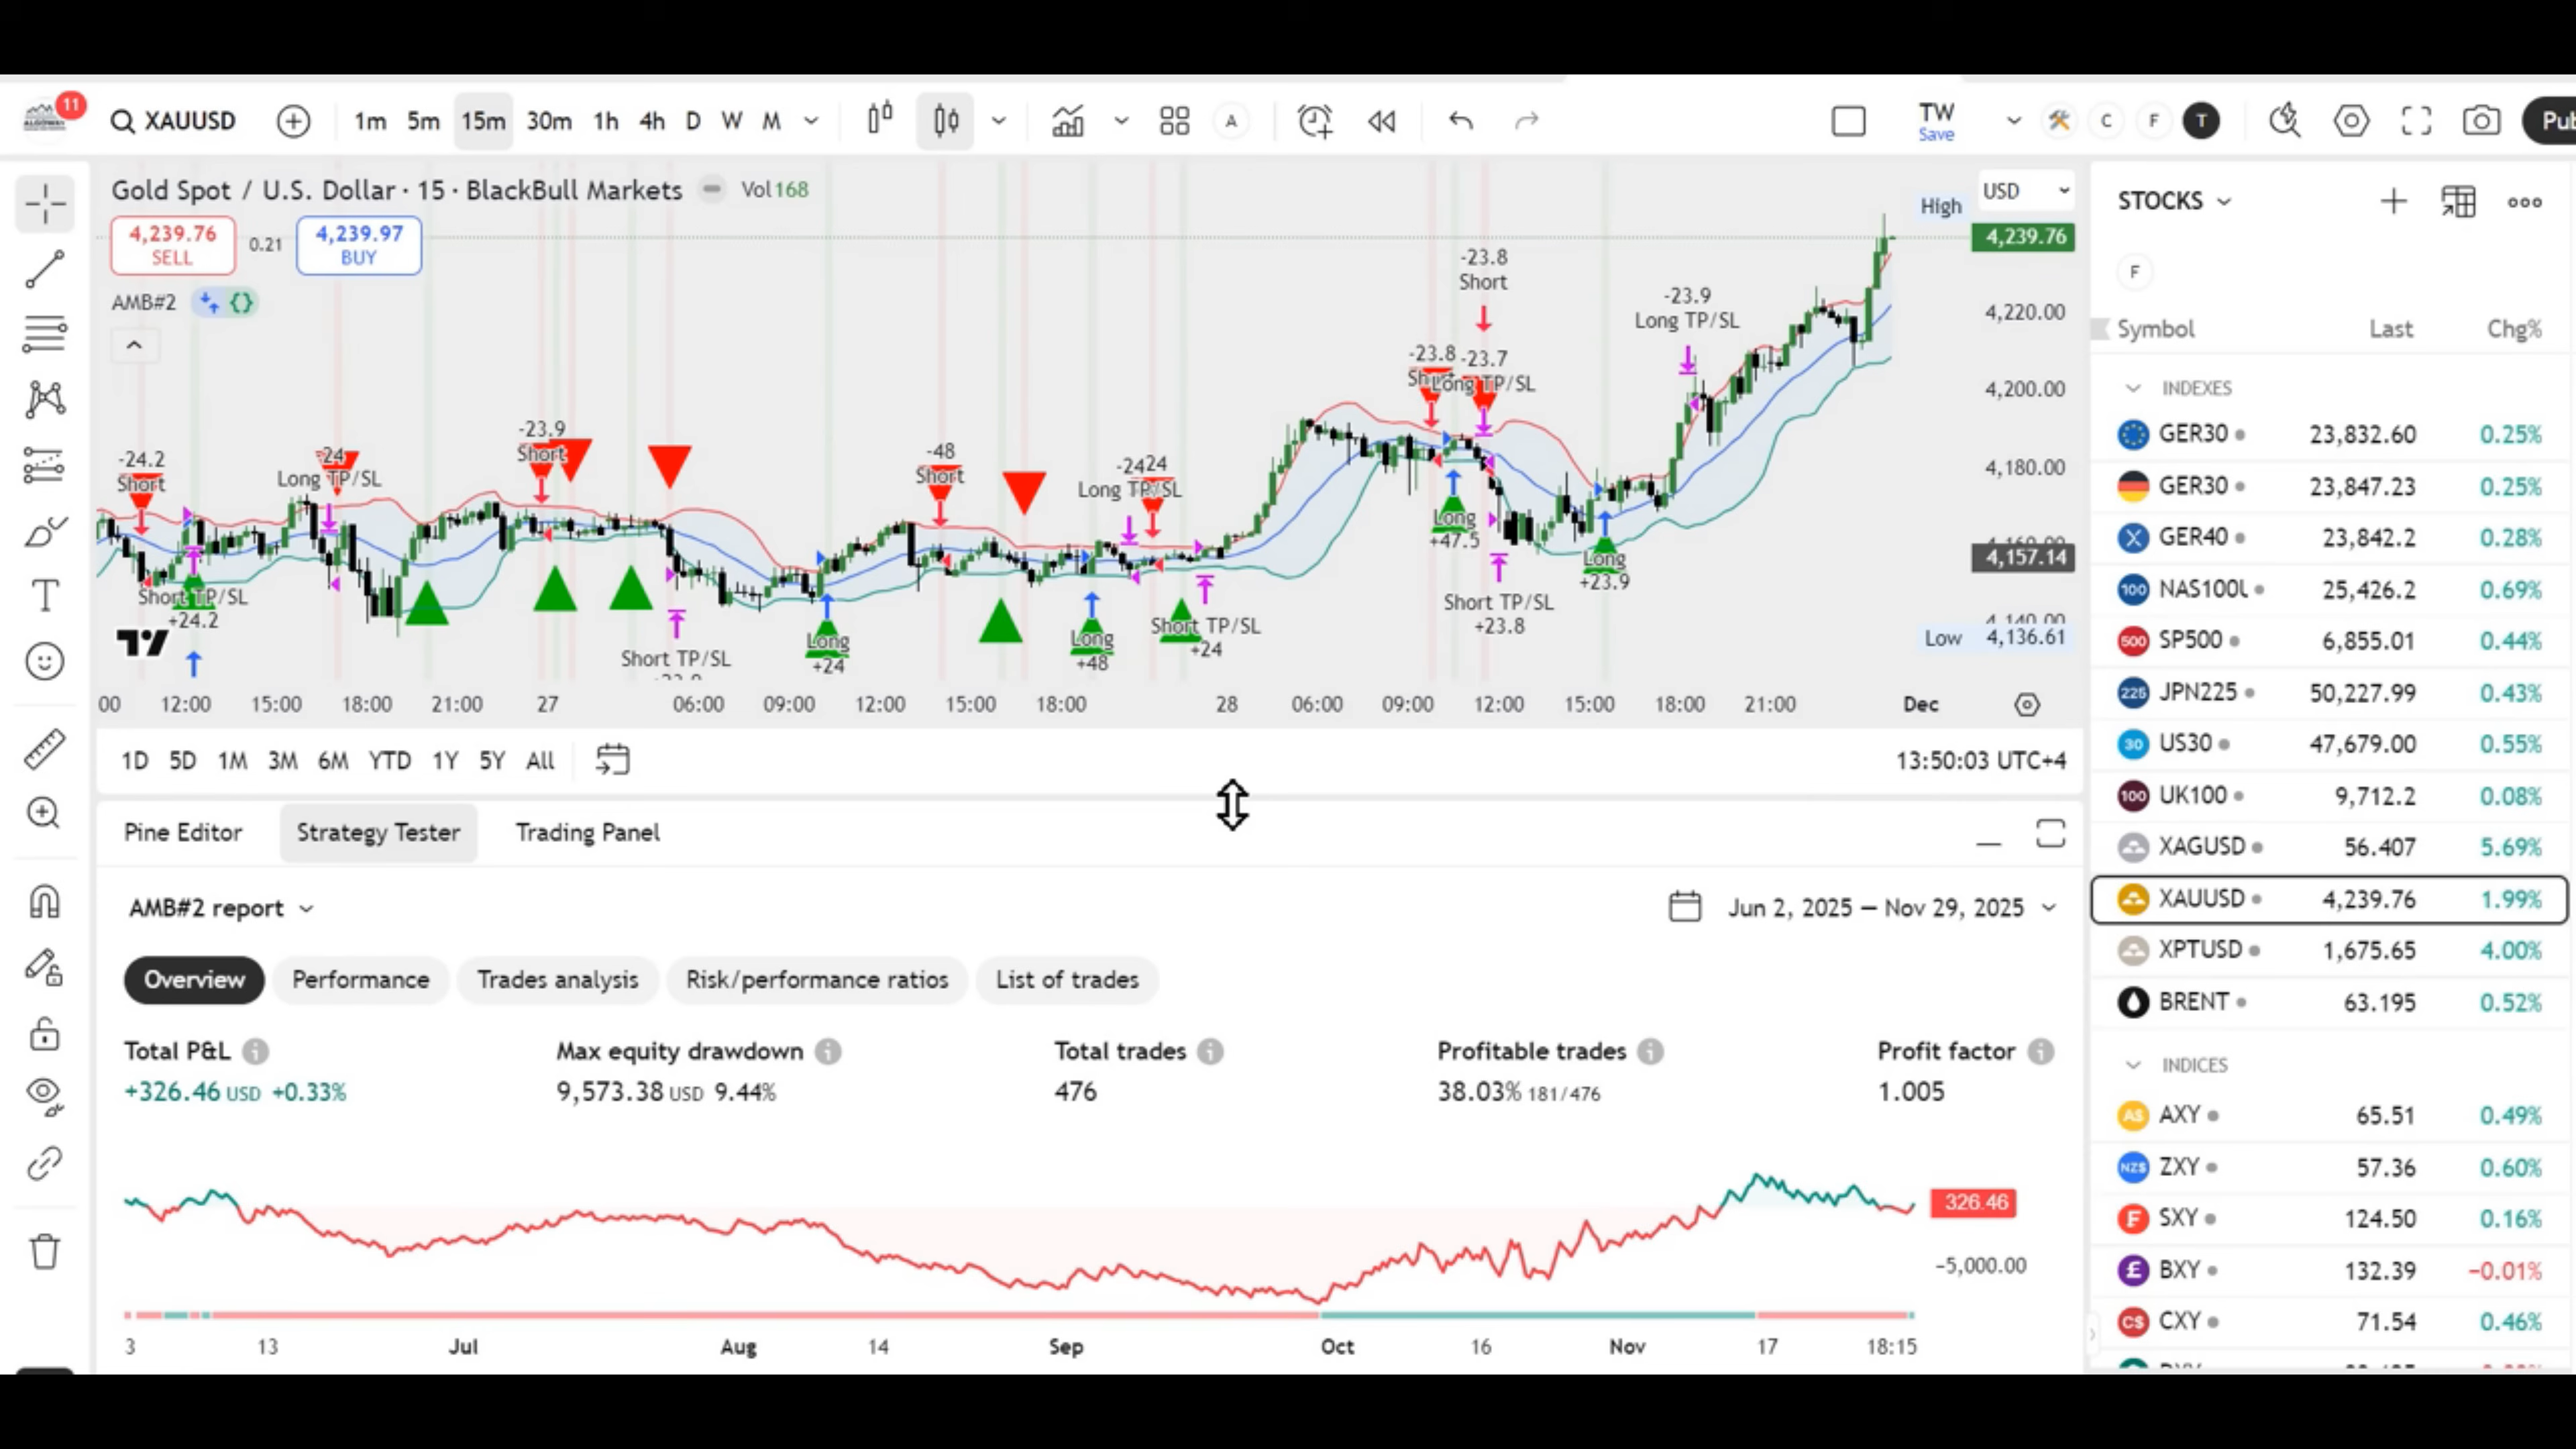 11
XAUUSD
1m 5m 15m 30m 1h 4h D W M
A
TW
Save
C F T
Pub
Gold Spot / U.S. Dollar · 15 · BlackBull Markets
Vol 168
4,239.76
SELL
0.21
4,239.97
BUY
AMB#2
High
USD
4,239.76
4,220.00
4,200.00
4,180.00
4,157.14
Low 4,136.61
-23.8
Short
-23.9
Long TP/SL
-23.8 -23.7
Long TP/SL
-23.9
Short
-24.2
Short
-24
Long TP/SL
-48
Short
Long TP/SL
Long
+47.5
Long
+23.9
Short TP/SL
+24.2
Short TP/SL
+23.8
Short TP/SL
Long
+24
Long
+48
Short TP/SL
+24
00 12:00 15:00 18:00 21:00 27 06:00 09:00 12:00 15:00 18:00 28 06:00 09:00 12:00 15:00 18:00 21:00 Dec
1D 5D 1M 3M 6M YTD 1Y 5Y All
13:50:03 UTC+4
Pine Editor Strategy Tester Trading Panel
AMB#2 report
Jun 2, 2025 — Nov 29, 2025
Overview Performance Trades analysis Risk/performance ratios List of trades
Total P&L Max equity drawdown Total trades Profitable trades Profit factor
+326.46 USD +0.33% 9,573.38 USD 9.44% 476 38.03% 181/476 1.005
326.46
−5,000.00
3 13 Jul Aug 14 Sep Oct 16 Nov 17 18:15
STOCKS
F
Symbol Last Chg%
INDEXES
GER30 23,832.60 0.25%
GER30 23,847.23 0.25%
GER40 23,842.2 0.28%
100 NAS100 25,426.2 0.69%
500 SP500 6,855.01 0.44%
225 JPN225 50,227.99 0.43%
30 US30 47,679.00 0.55%
100 UK100 9,712.2 0.08%
XAGUSD 56.407 5.69%
XAUUSD 4,239.76 1.99%
XPTUSD 1,675.65 4.00%
BRENT 63.195 0.52%
INDICES
A$ AXY 65.51 0.49%
NZ$ ZXY 57.36 0.60%
SXY 124.50 0.16%
£ BXY 132.39 −0.01%
C$ CXY 71.54 0.46%